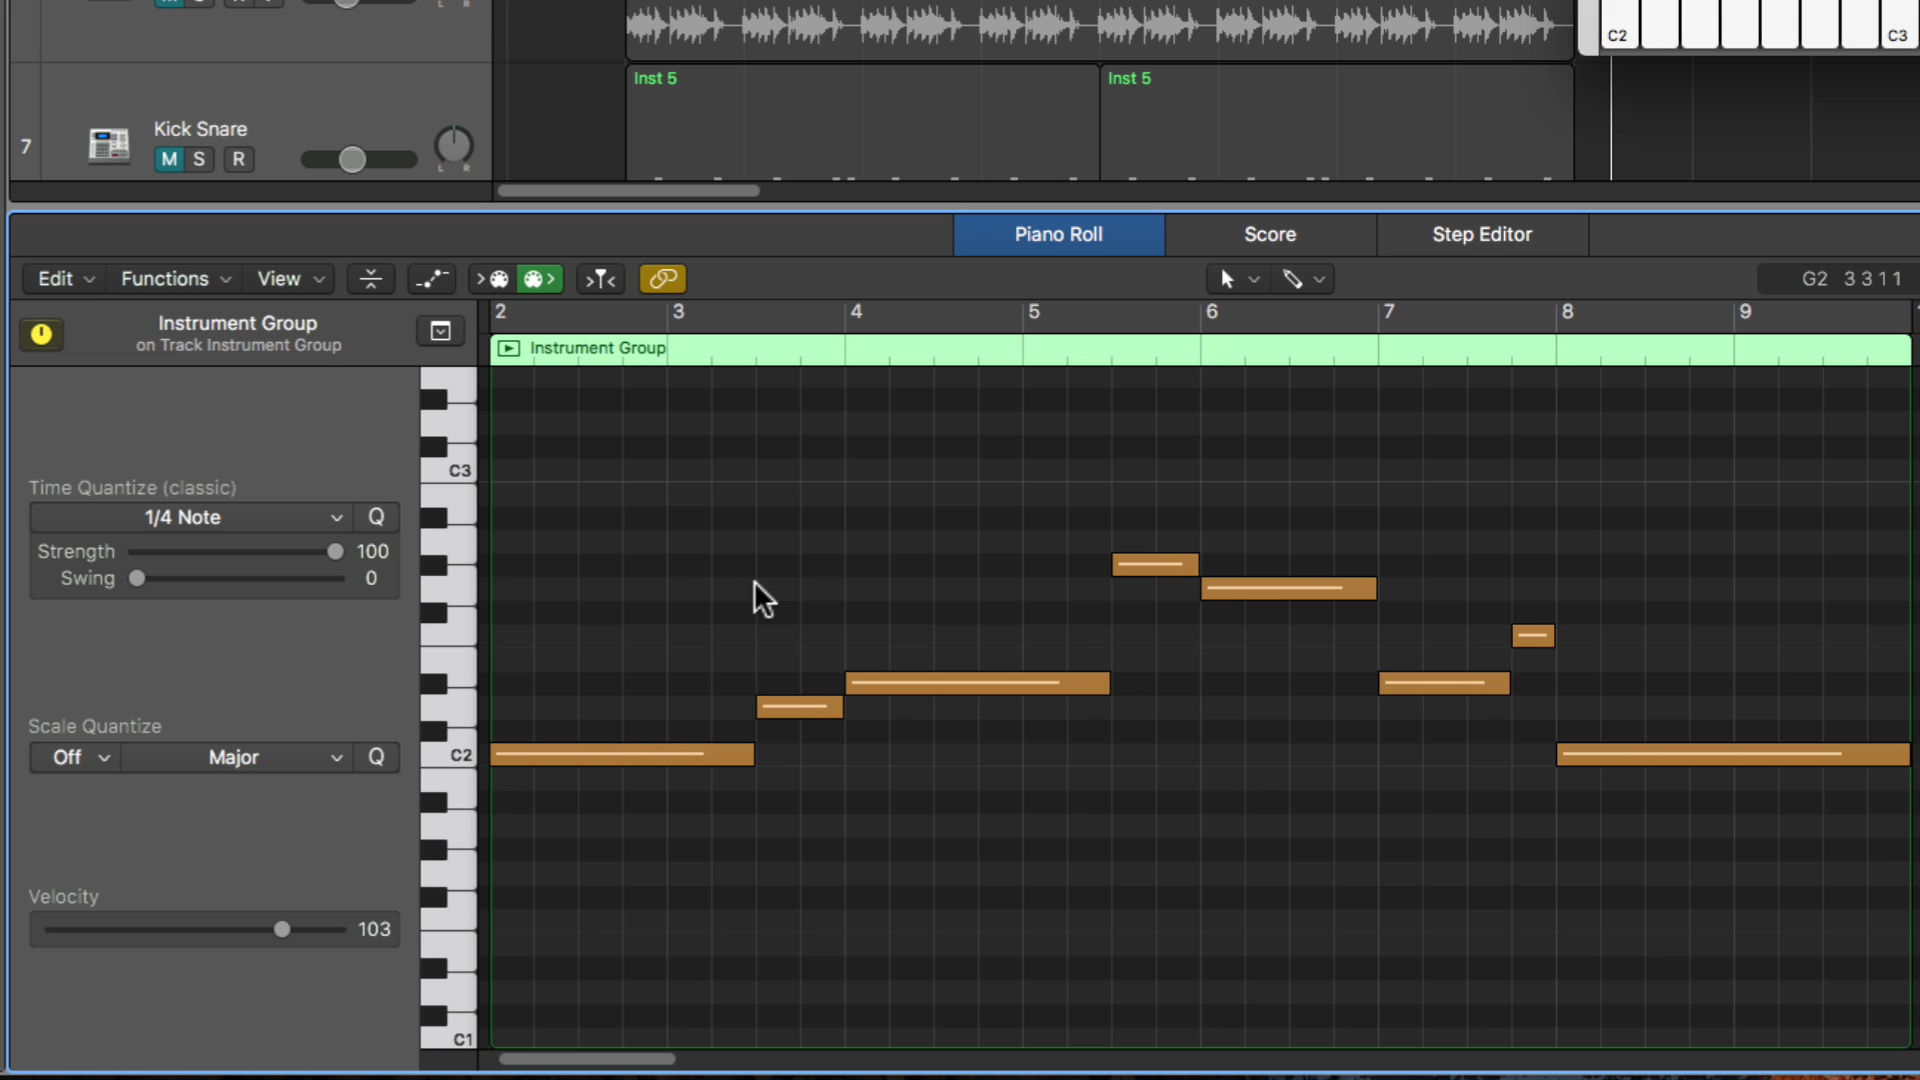 L R
C2 C3
Inst 5 Inst 5
Kick Snare
7
M S R
L R
Piano Roll Score Step Editor
Edit Functions View G2 3 3 1 1
2 3 4 5 6 7 8 9
Instrument Group
on Track Instrument Group
Instrument Group
C3
Time Quantize (classic)
1/4 Note Q
Strength 100
Swing 0
Scale Quantize
Off Major Q
C2
Velocity
103
C1